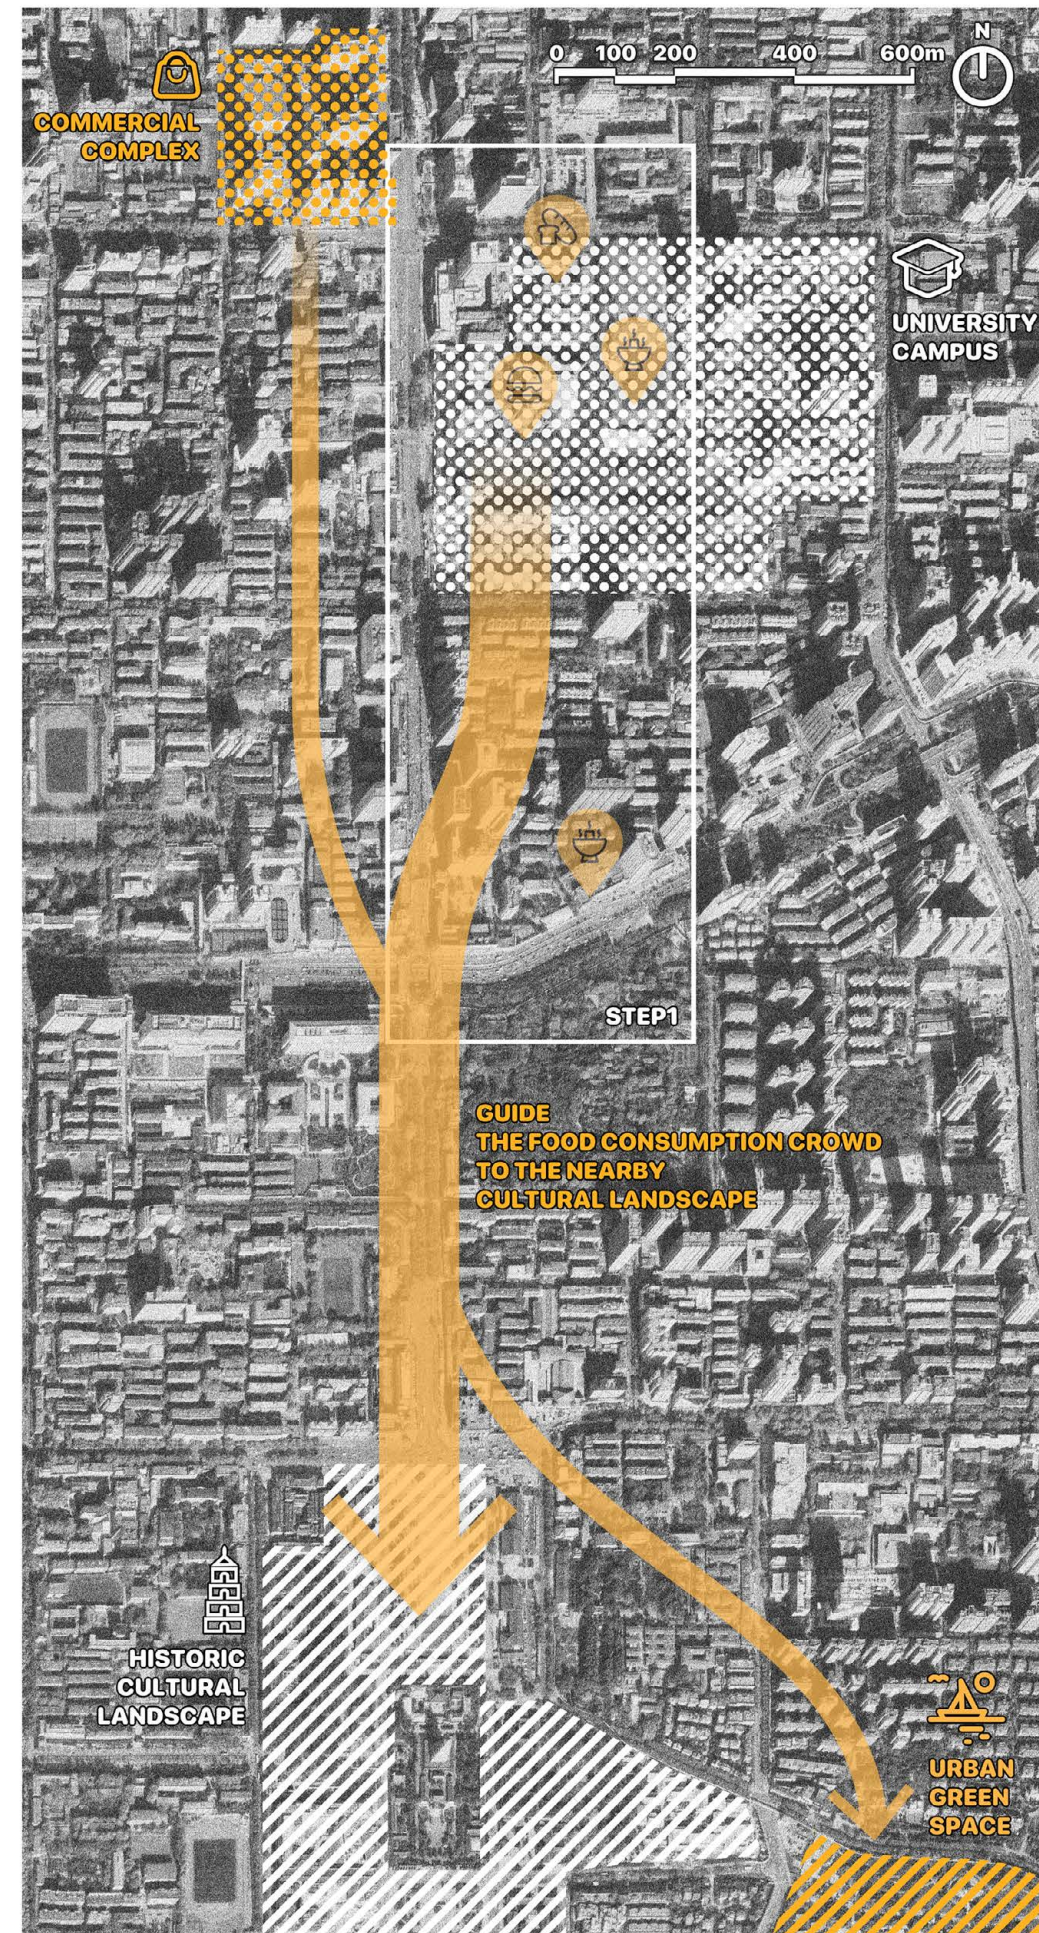 0 100 200 400 600m
N
COMMERCIAL
COMPLEX
UNIVERSITY
CAMPUS
STEP1
GUIDE
THE FOOD CONSUMPTION CROWD
TO THE NEARBY
CULTURAL LANDSCAPE
HISTORIC
CULTURAL
LANDSCAPE
URBAN
GREEN
SPACE